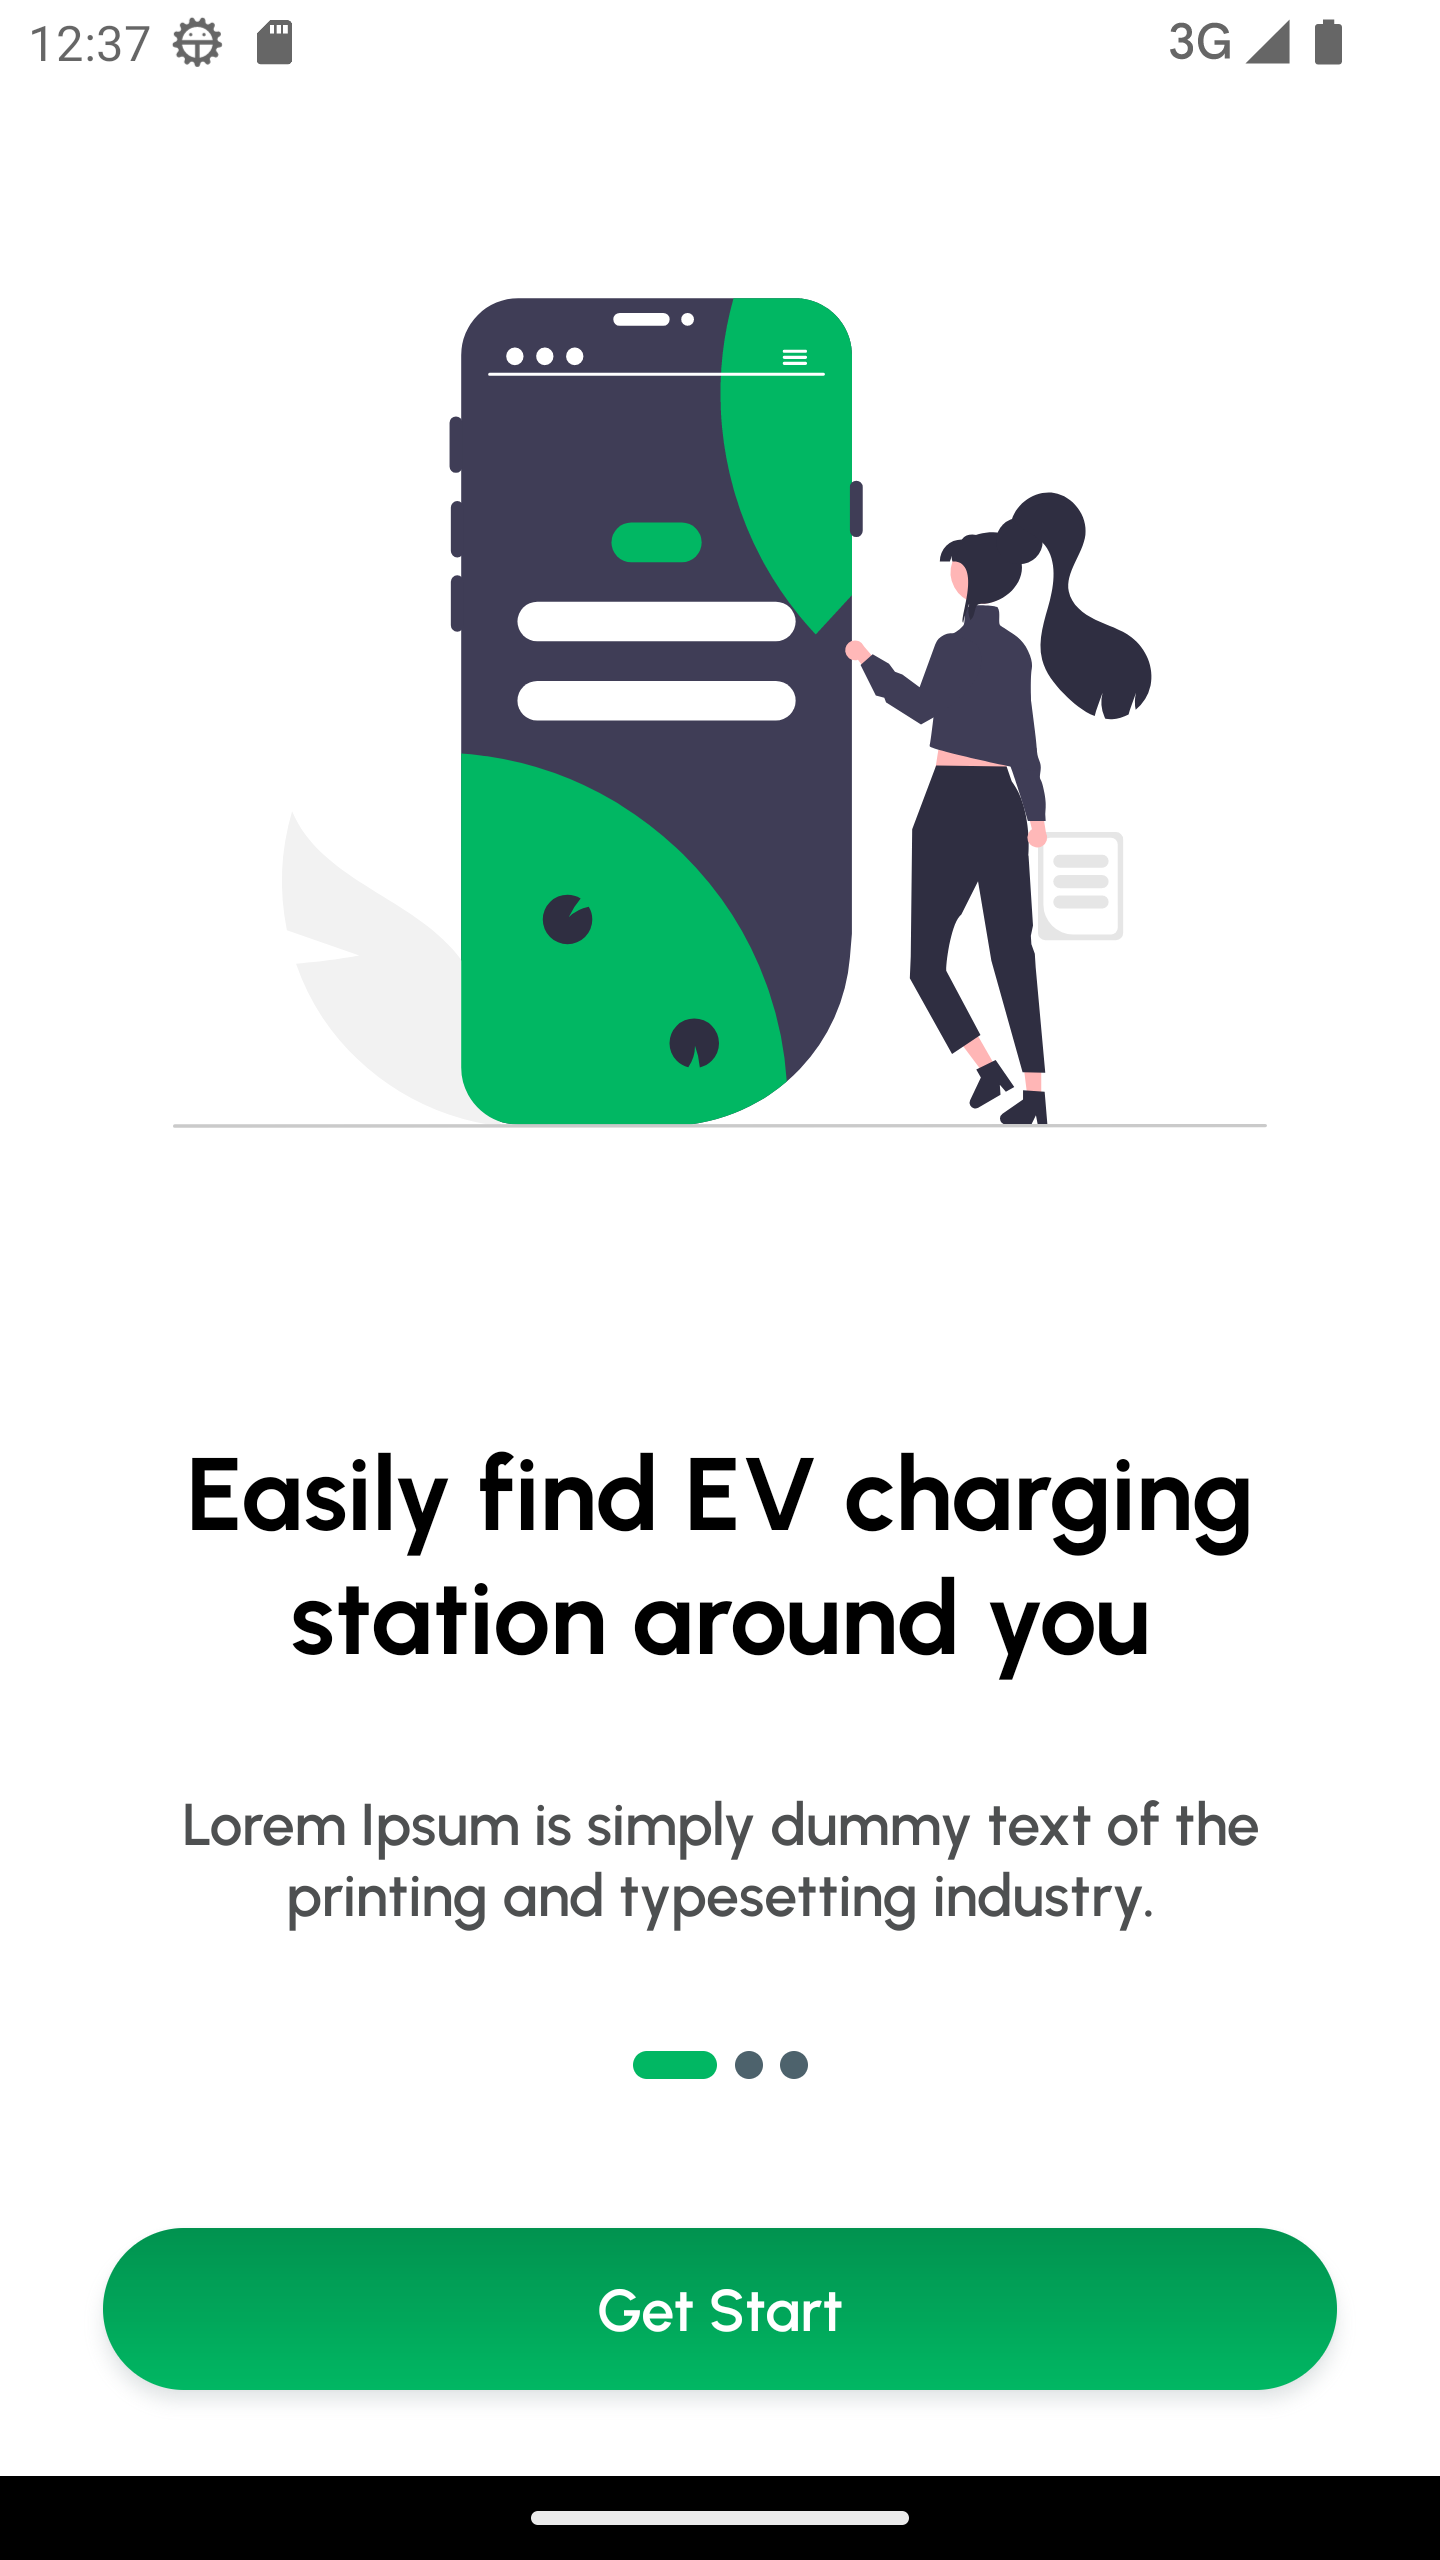 12:37
3G
Easily find EV charging
station around you
Lorem Ipsum is simply dummy text of the
printing and typesetting industry.
Get Start